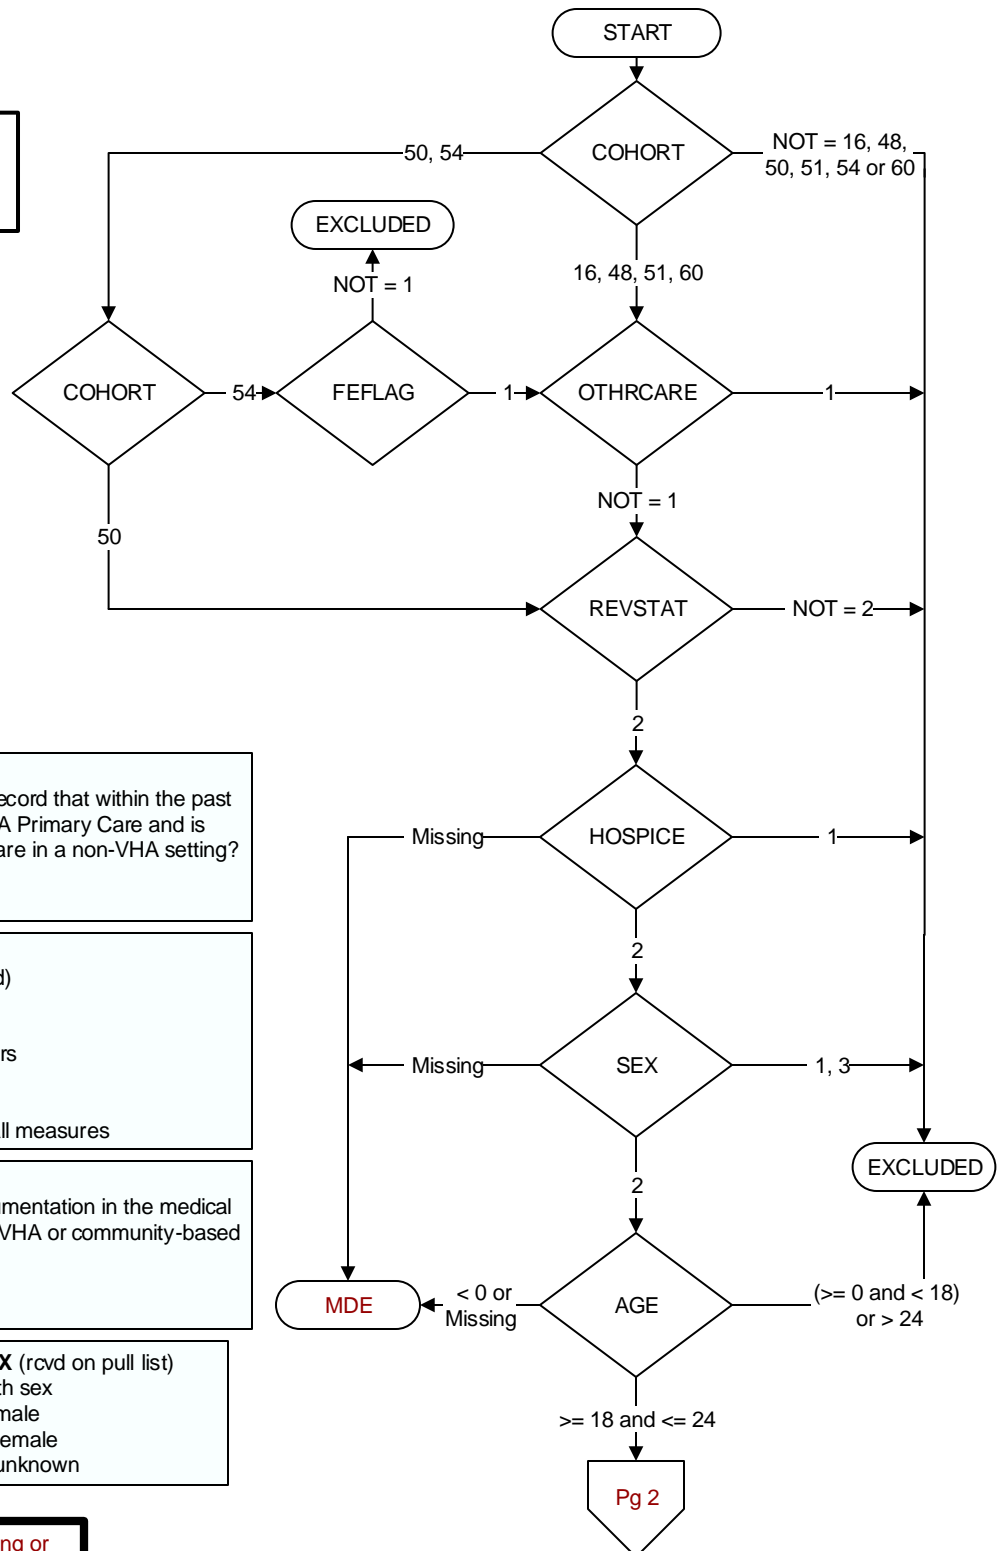 START
COHORT
50, 54
NOT = 16, 48,
50, 51, 54 or 60
EXCLUDED
NOT = 1
16, 48, 51, 60
COHORT
54
FEFLAG
1
OTHRCARE
1
NOT = 1
50
REVSTAT
NOT = 2
2
ecord that within the past
A Primary Care and is
are in a non-VHA setting?
Missing
HOSPICE
1
2
d)
rs
ll measures
Missing
SEX
1, 3
2
EXCLUDED
umentation in the medical
VHA or community-based
MDE
< 0 or
Missing
AGE
(>= 0 and < 18)
or > 24
X (rcvd on pull list)
th sex
male
emale
unknown
>= 18 and <= 24
Pg 2
ng or